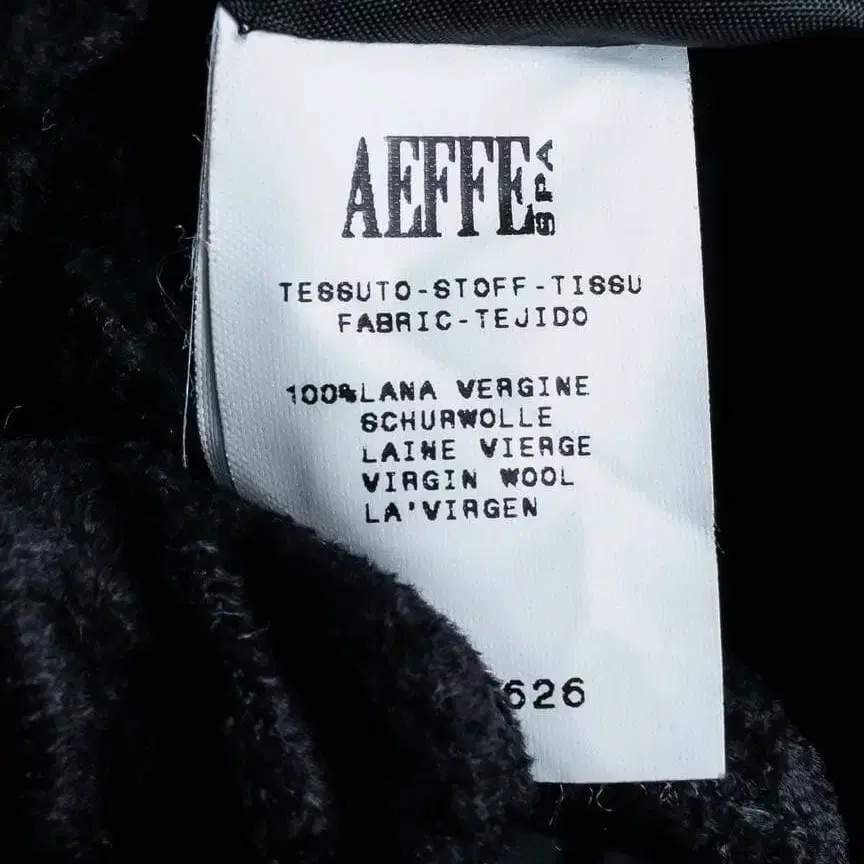 AEFFE SPA
TESSUTO-STOFF-TISSU
FABRIC-TEJIDO
100%LANA VERGINE
SCHURWOLLE
LAINE VIERGE
VIRGIN WOOL
LA'VIRGEN
626